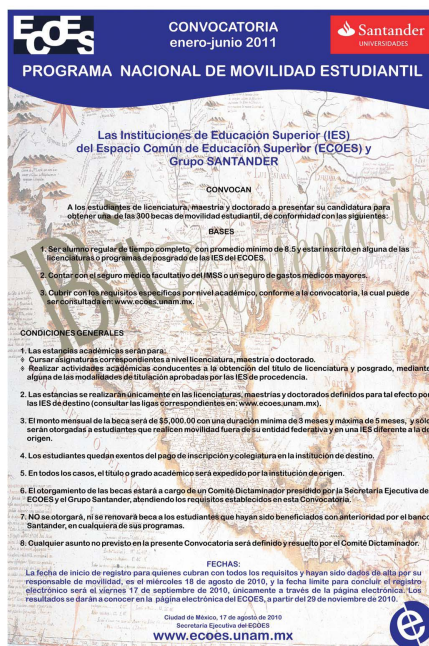 ECOES
CONVOCATORIA
enero-junio 2011
Santander
UNIVERSIDADES
PROGRAMA NACIONAL DE MOVILIDAD ESTUDIANTIL
Las Instituciones de Educación Superior (IES)
del Espacio Común de Educación Superior (ECOES) y
Grupo SANTANDER
CONVOCAN
A los estudiantes de licenciatura, maestría y doctorado a presentar su candidatura para
obtener una de las 300 becas de movilidad estudiantil, de conformidad con las siguientes:
BASES
1. Ser alumno regular de tiempo completo, con promedio mínimo de 8.5 y estar inscrito en alguna de las
licenciaturas o programas de posgrado de las IES del ECOES.
2. Contar con el seguro médico facultativo del IMSS o un seguro de gastos médicos mayores.
3. Cubrir con los requisitos específicos por nivel académico, conforme a la convocatoria, la cual puede
ser consultada en: www.ecoes.unam.mx.
CONDICIONES GENERALES
1. Las estancias académicas serán para:
Cursar asignaturas correspondientes a nivel licenciatura, maestría o doctorado.
Realizar actividades académicas conducentes a la obtención del título de licenciatura y posgrado, mediante
alguna de las modalidades de titulación aprobadas por las IES de procedencia.
2. Las estancias se realizarán únicamente en las licenciaturas, maestrías y doctorados definidos para tal efecto por
las IES de destino (consultar las ligas correspondientes en: www.ecoes.unam.mx).
3. El monto mensual de la beca será de $5,000.00 con una duración mínima de 3 meses y máxima de 5 meses, y sólo
serán otorgadas a estudiantes que realicen movilidad fuera de su entidad federativa y en una IES diferente a la de
origen.
4. Los estudiantes quedan exentos del pago de inscripción y colegiatura en la institución de destino.
5. En todos los casos, el título o grado académico será expedido por la institución de origen.
6. El otorgamiento de las becas estará a cargo de un Comité Dictaminador presidido por la Secretaría Ejecutiva del
ECOES y el Grupo Santander, atendiendo los requisitos establecidos en esta Convocatoria.
7. NO se otorgará, ni se renovará beca a los estudiantes que hayan sido beneficiados con anterioridad por el banco
Santander, en cualquiera de sus programas.
8. Cualquier asunto no previsto en la presente Convocatoria será definido y resuelto por el Comité Dictaminador.
FECHAS:
La fecha de inicio de registro para quienes cubran con todos los requisitos y hayan sido dados de alta por su
responsable de movilidad, es el miércoles 18 de agosto de 2010, y la fecha límite para concluir el registro
electrónico será el viernes 17 de septiembre de 2010, únicamente a través de la página electrónica. Los
resultados se darán a conocer en la página electrónica del ECOES, a partir del 29 de noviembre de 2010.
Ciudad de México, 17 de agosto de 2010
Secretaría Ejecutiva del EOODES
www.ecoes.unam.mx